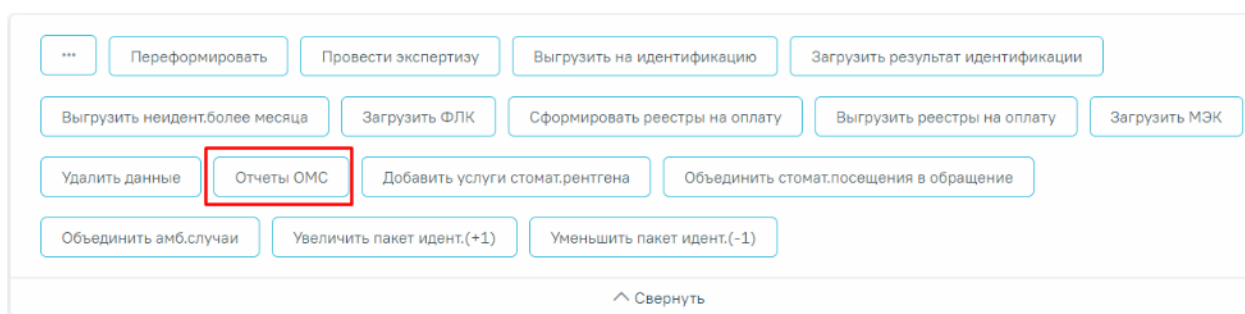 ... Переформировать Провести экспертизу Выгрузить на идентификацию Загрузить результат идентификации
Выгрузить неидент.более месяца Загрузить ФЛК Сформировать реестры на оплату Выгрузить реестры на оплату Загрузить МЭК
Удалить данные Отчеты ОМС Добавить услуги стомат.рентгена Объединить стомат.посещения в обращение
Объединить амб.случаи Увеличить пакет идент.(+1) Уменьшить пакет идент.(-1)
Свернуть